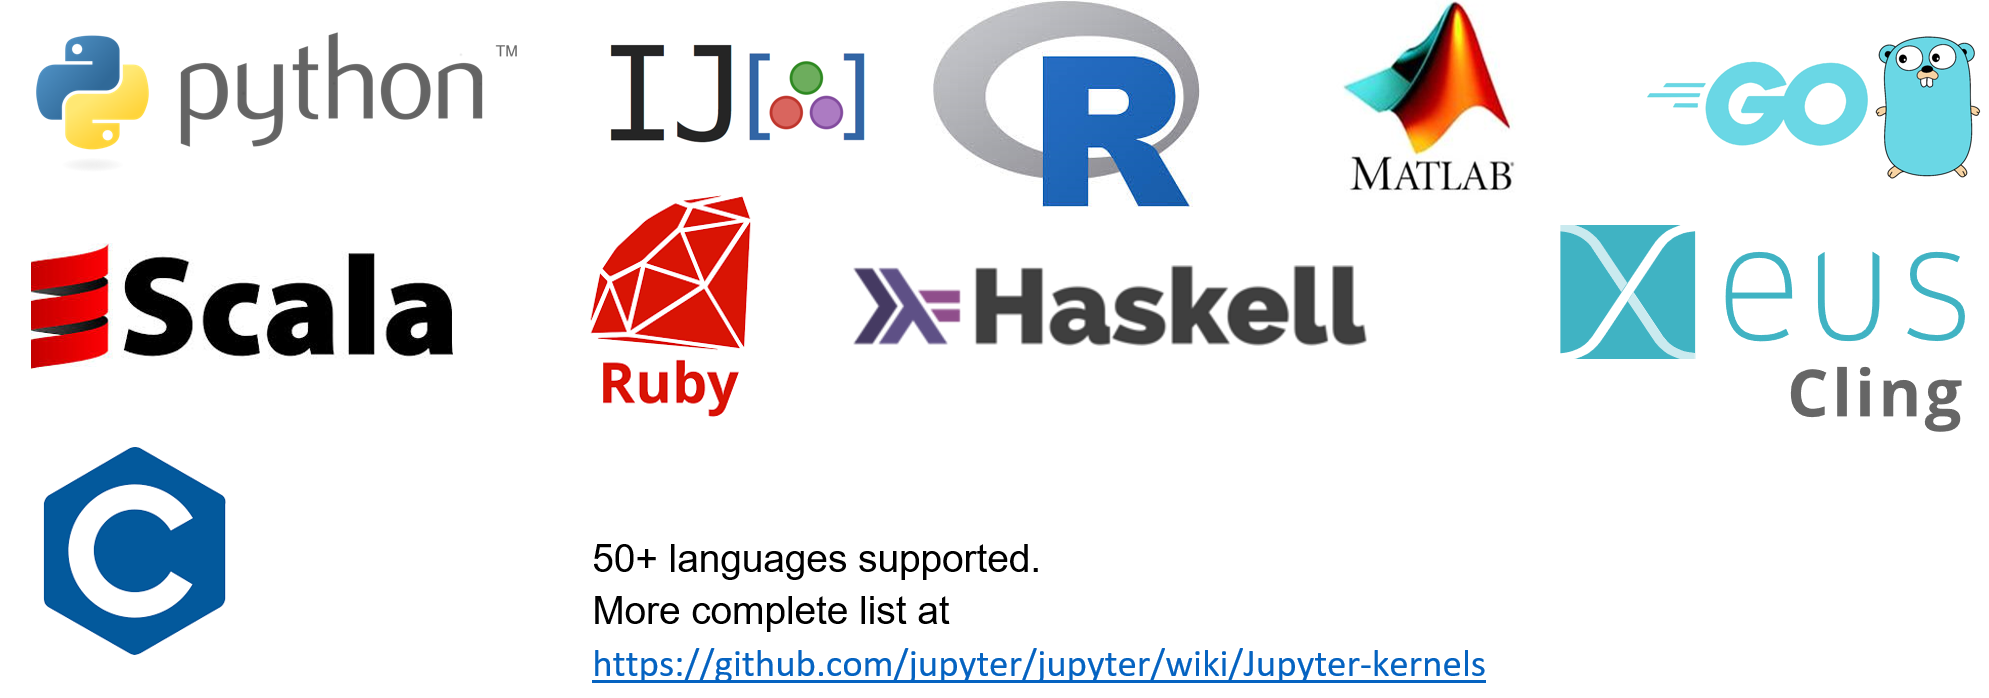 python™
IJ[ ]
R
MATLAB®
GO
Scala
Ruby
Haskell
Xeus
Cling
C
50+ languages supported.
More complete list at
https://github.com/jupyter/jupyter/wiki/Jupyter-kernels